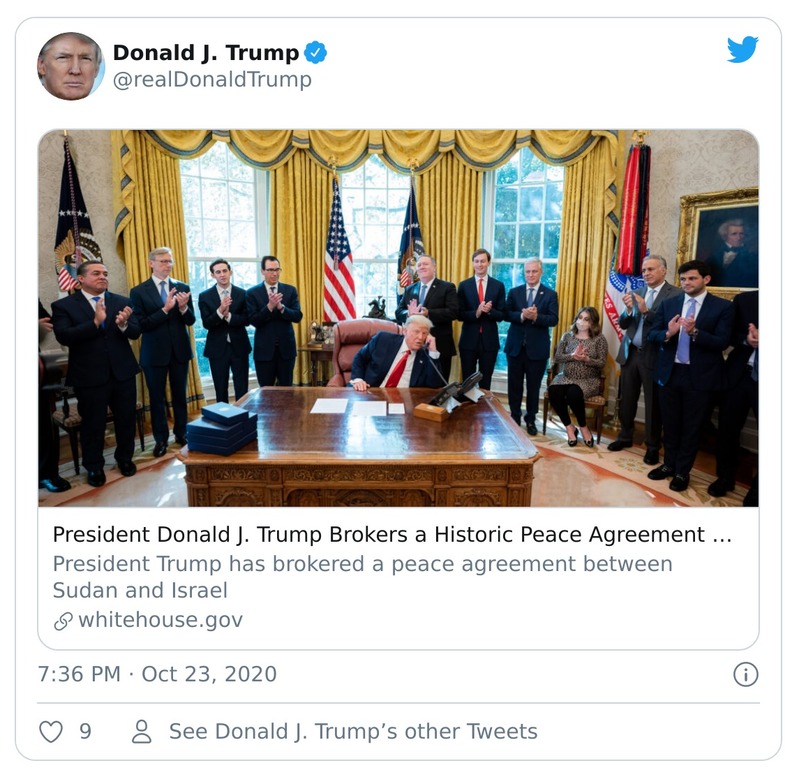 Donald J. Trump
@realDonaldTrump
President Donald J. Trump Brokers a Historic Peace Agreement …
President Trump has brokered a peace agreement between
Sudan and Israel
whitehouse.gov
7:36 PM · Oct 23, 2020
9
See Donald J. Trump’s other Tweets